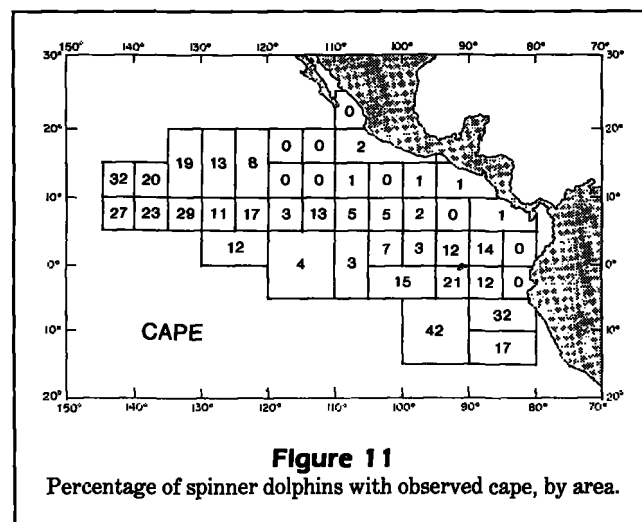 150° 140° 130° 120° 110° 100° 90° 80° 70°
30° 30°
0
20° 20°
19 13 8 0 0 2
32 20 0 0 1 0 1 1
10° 10°
27 23 29 11 17 3 13 5 5 2 0 1
12 4 3 7 3 12 14 0
0° 0°
15 21 12 0
42 32
10° 10°
CAPE
17
20° 20°
150° 140° 130° 120° 110° 100° 90° 80° 70°
Figure 11
Percentage of spinner dolphins with observed cape, by area.